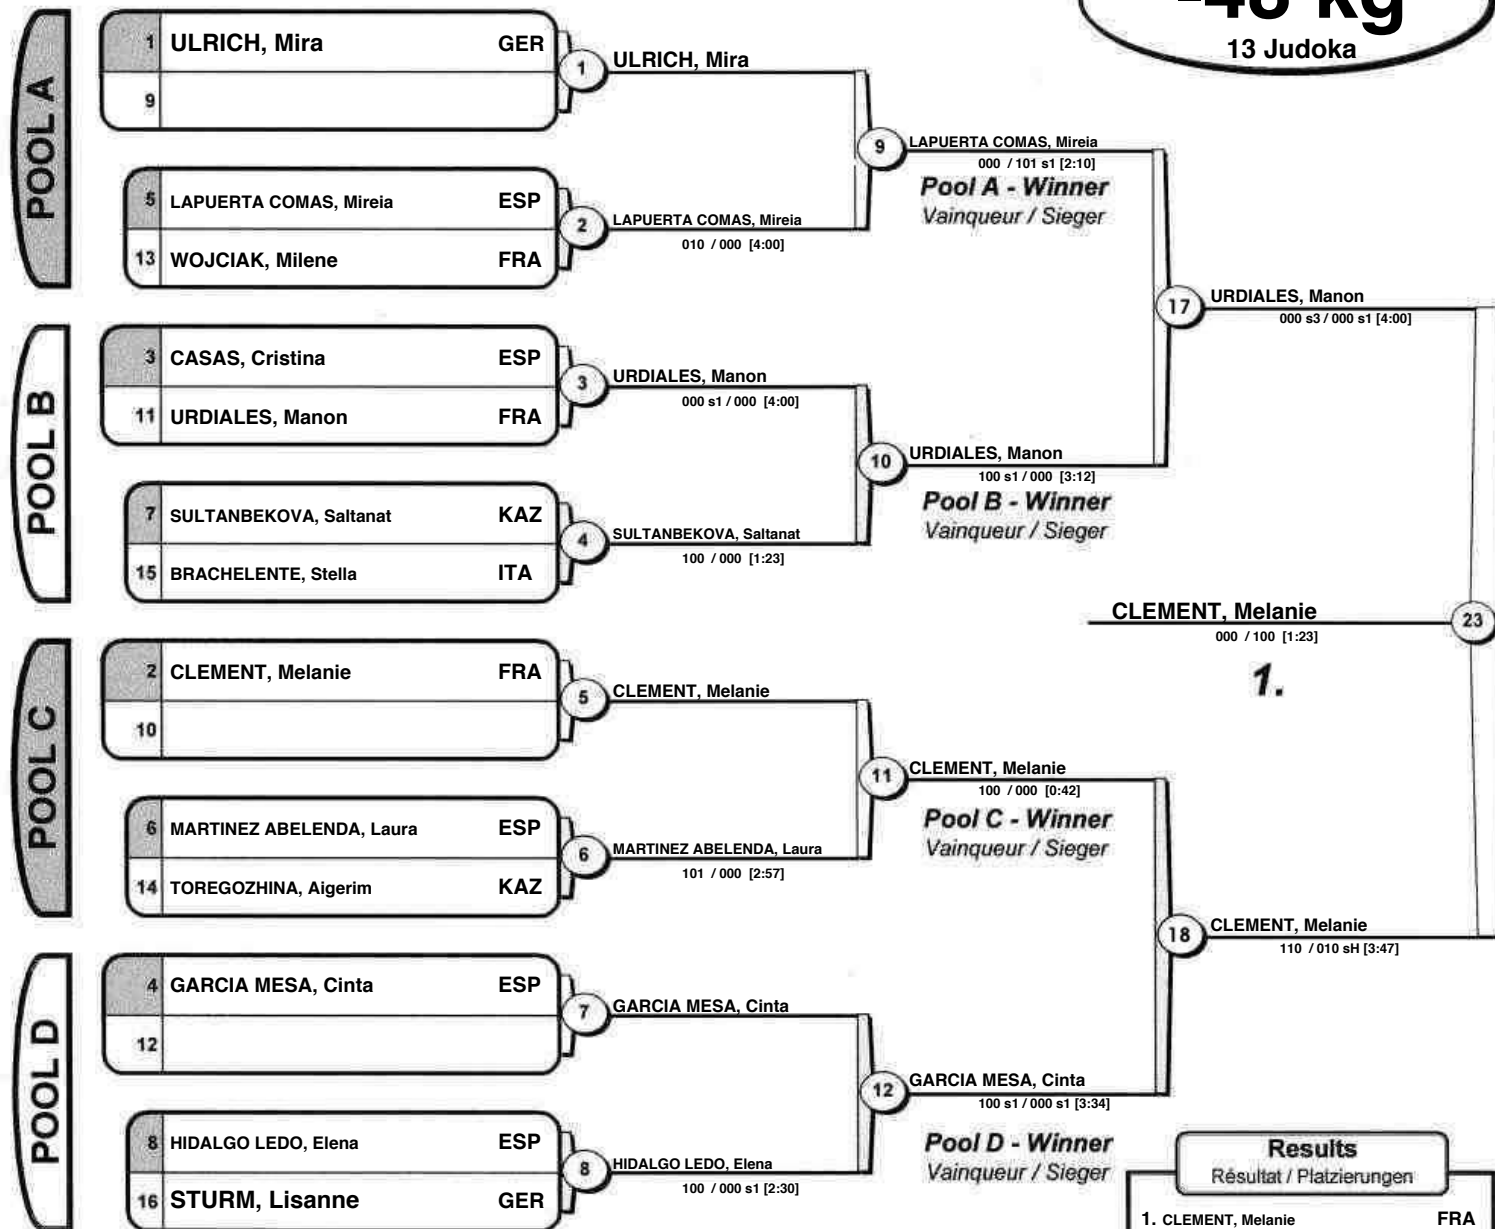 -48 kg
13 Judoka
POOL A
1 ULRICH, Mira GER
9
1 ULRICH, Mira
5 LAPUERTA COMAS, Mireia ESP
13 WOJCIAK, Milene FRA
2 LAPUERTA COMAS, Mireia
010 / 000 [4:00]
9 LAPUERTA COMAS, Mireia
000 / 101 s1 [2:10]
Pool A - Winner
Vainqueur / Sieger
POOL B
3 CASAS, Cristina ESP
11 URDIALES, Manon FRA
3 URDIALES, Manon
000 s1 / 000 [4:00]
7 SULTANBEKOVA, Saltanat KAZ
15 BRACHELENTE, Stella ITA
4 SULTANBEKOVA, Saltanat
100 / 000 [1:23]
10 URDIALES, Manon
100 s1 / 000 [3:12]
Pool B - Winner
Vainqueur / Sieger
17 URDIALES, Manon
000 s3 / 000 s1 [4:00]
CLEMENT, Melanie 23
000 / 100 [1:23]
1.
POOL C
2 CLEMENT, Melanie FRA
10
5 CLEMENT, Melanie
6 MARTINEZ ABELENDA, Laura ESP
14 TOREGOZHINA, Aigerim KAZ
6 MARTINEZ ABELENDA, Laura
101 / 000 [2:57]
11 CLEMENT, Melanie
100 / 000 [0:42]
Pool C - Winner
Vainqueur / Sieger
18 CLEMENT, Melanie
110 / 010 sH [3:47]
POOL D
4 GARCIA MESA, Cinta ESP
12
7 GARCIA MESA, Cinta
8 HIDALGO LEDO, Elena ESP
16 STURM, Lisanne GER
8 HIDALGO LEDO, Elena
100 / 000 s1 [2:30]
12 GARCIA MESA, Cinta
100 s1 / 000 s1 [3:34]
Pool D - Winner
Vainqueur / Sieger
Results
Résultat / Platzierungen
1. CLEMENT, Melanie FRA